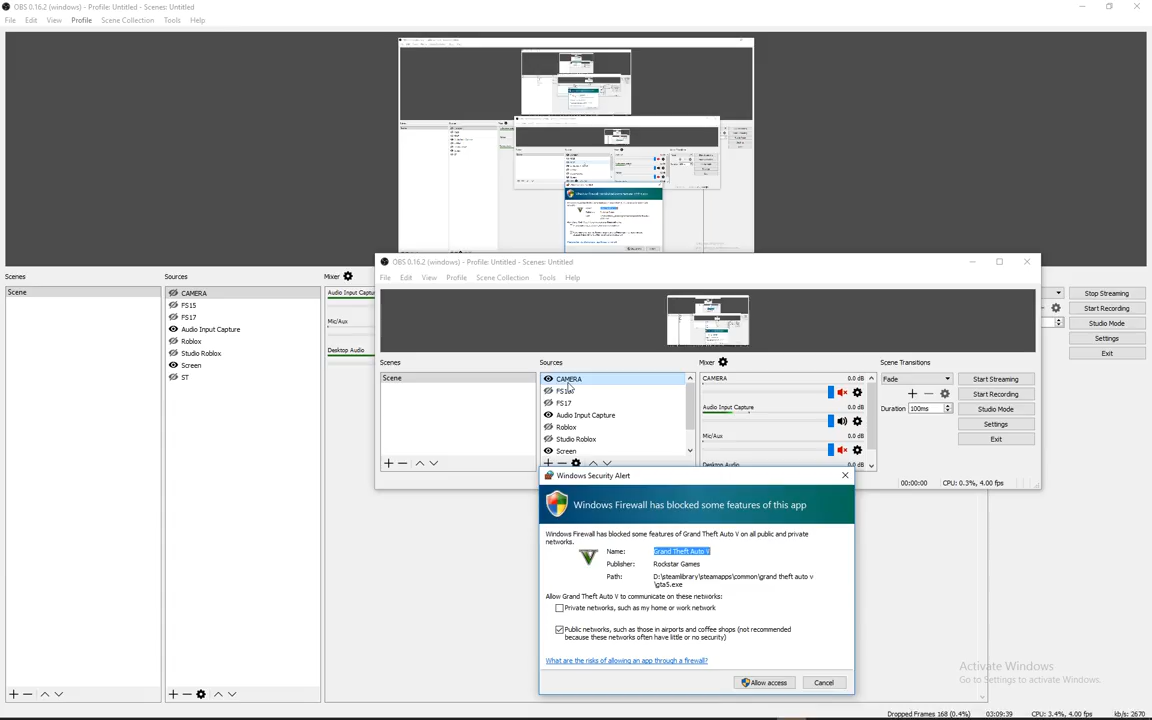 OBS 0.16.2 (windows) - Profile: Untitled - Scenes: Untitled
File Edit View Profile Scene Collection Tools Help
OBS 0.16.2 (windows) - Profile: Untitled - Scenes: Untitled
File Edit View Profile Scene Collection Tools Help
Scenes
Scene
Sources
CAMERA
FS15
FS17
Audio Input Capture
Roblox
Studio Roblox
Screen
ST
Mixer
Audio Input Captu
Mic/Aux
Desktop Audio
Stop Streaming
Start Recording
Studio Mode
Settings
Exit
Scenes
Scene
Sources
CAMERA
FS17
Audio Input Capture
Roblox
Studio Roblox
Screen
Mixer
CAMERA 0.0 dB
Audio Input Capture 0.0 dB
Mic/Aux 0.0 dB
Desktop Audio 0.0 dB
Scene Transitions
Fade
Duration 100ms
Start Streaming
Start Recording
Studio Mode
Settings
Exit
00:00:00 CPU: 0.3%, 4.00 fps
Windows Security Alert
Windows Firewall has blocked some features of this app
Windows Firewall has blocked some features of Grand Theft Auto V on all public and private
networks.
Name: Grand Theft Auto V
Publisher: Rockstar Games
Path: D:\steamlibrary\steamapps\common\grand theft auto v
\gta5.exe
Allow Grand Theft Auto V to communicate on these networks:
Private networks, such as my home or work network
Public networks, such as those in airports and coffee shops (not recommended
because these networks often have little or no security)
What are the risks of allowing an app through a firewall?
Allow access Cancel
Activate Windows
Go to Settings to activate Windows.
Dropped Frames 168 (0.4%) 03:09:39 CPU: 3.4%, 4.00 fps kb/s: 2670